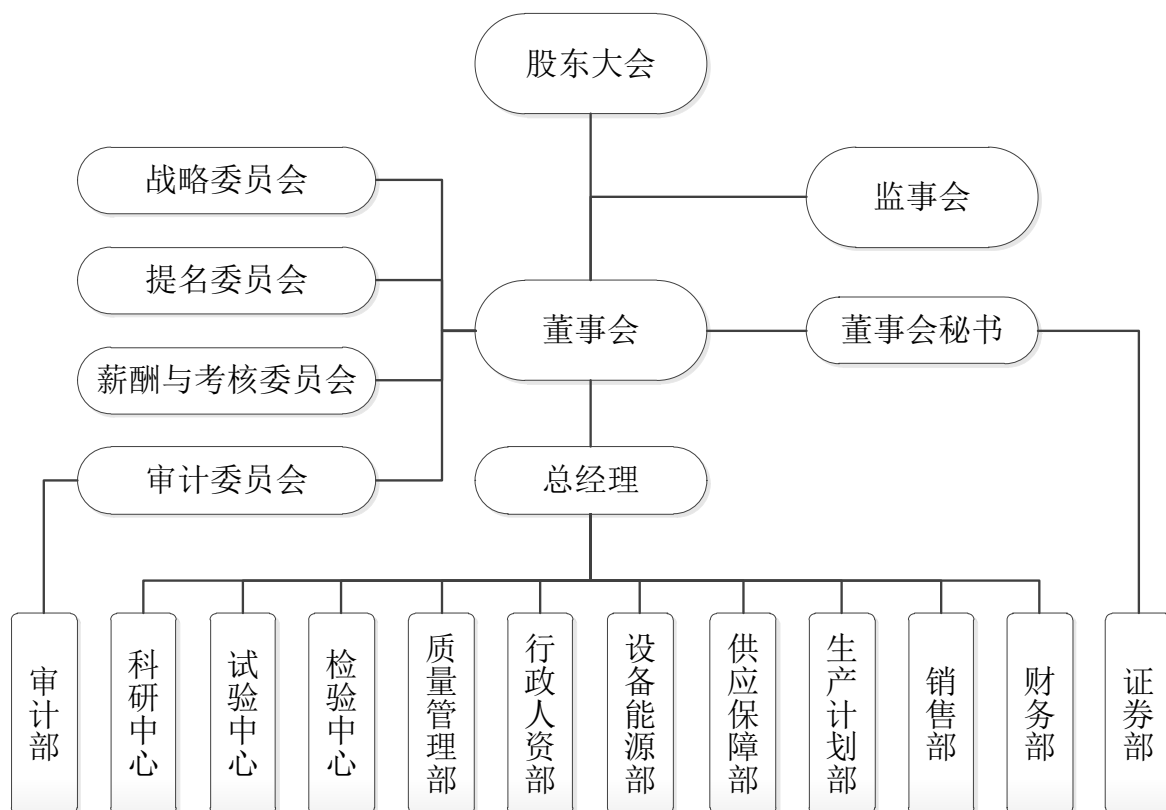 股东大会
战略委员会
监事会
提名委员会
董事会
董事会秘书
薪酬与考核委员会
审计委员会
总经理
审计部
科研中心
试验中心
检验中心
质量管理部
行政人资部
设备能源部
供应保障部
生产计划部
销售部
财务部
证券部